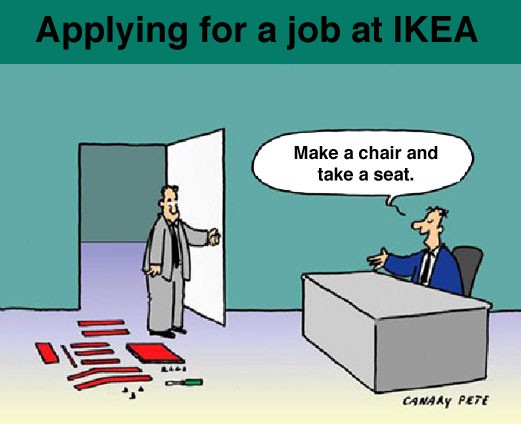 Applying for a job at IKEA
Make a chair and
take a seat.
CANARY PETE